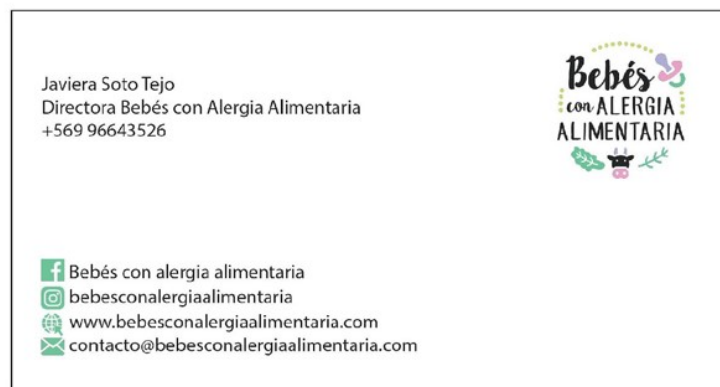 Javiera Soto Tejo
Directora Bebés con Alergia Alimentaria
+569 96643526
Bebés
con ALERGIA
ALIMENTARIA
Bebés con alergia alimentaria
bebesconalergiaalimentaria
www.bebesconalergiaalimentaria.com
contacto@bebesconalergiaalimentaria.com